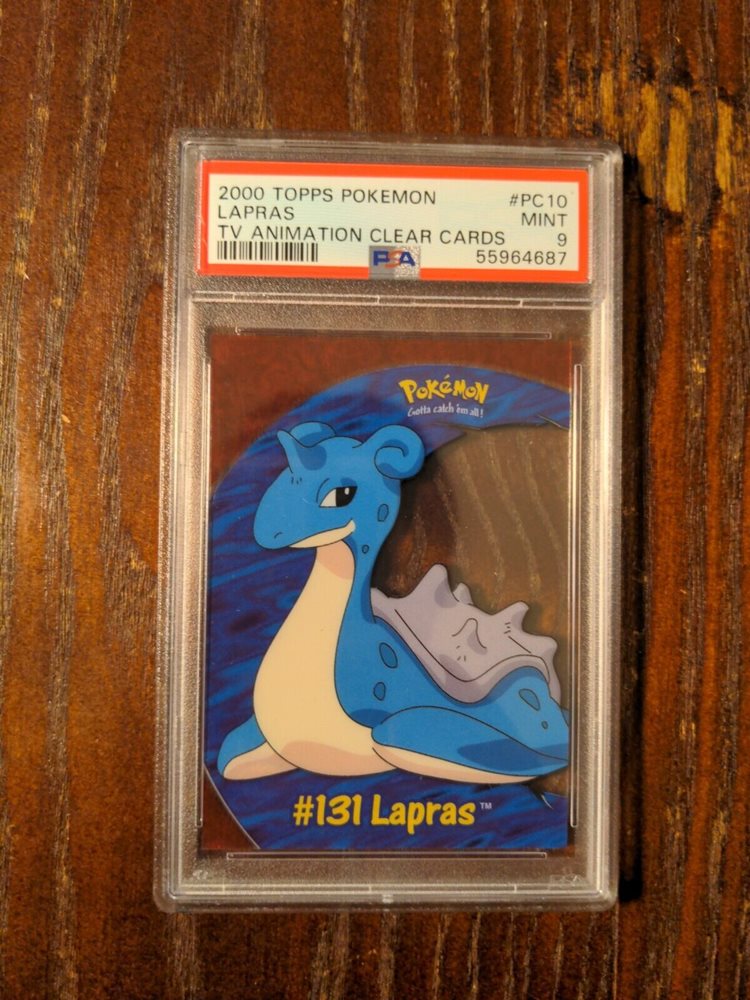 2000 TOPPS POKEMON #PC10
LAPRAS MINT
TV ANIMATION CLEAR CARDS 9
PSA 55964687
POKéMON
Gotta catch 'em all!
#131 Lapras™